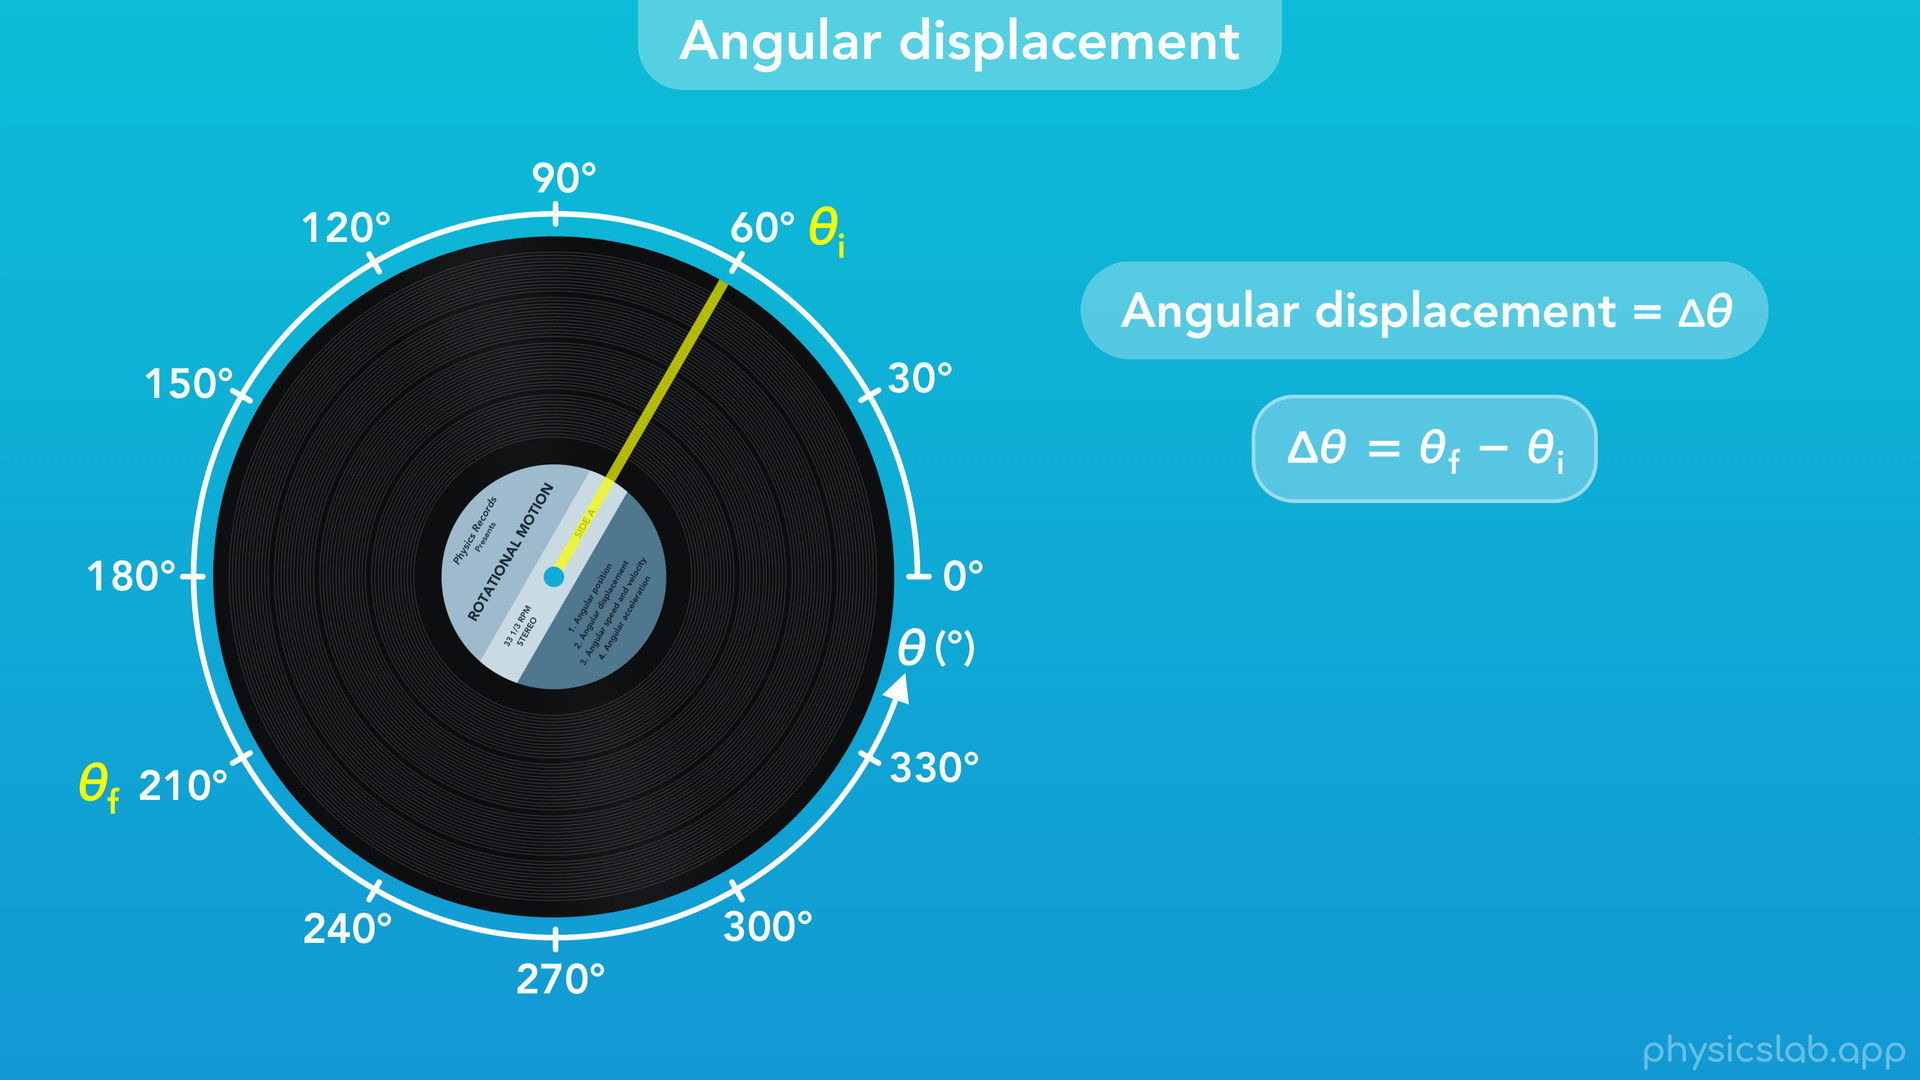 Angular displacement
90°
120°
60° θi
150°
30°
Angular displacement = Δθ
Δθ = θf − θi
Physics Records
Presents
ROTATIONAL MOTION
SIDE A
33 1/3 RPM
STEREO
1. Angular position
2. Angular displacement
3. Angular speed and velocity
4. Angular acceleration
180°
0°
θ (°)
θf 210°
330°
240°
300°
270°
physicslab.app